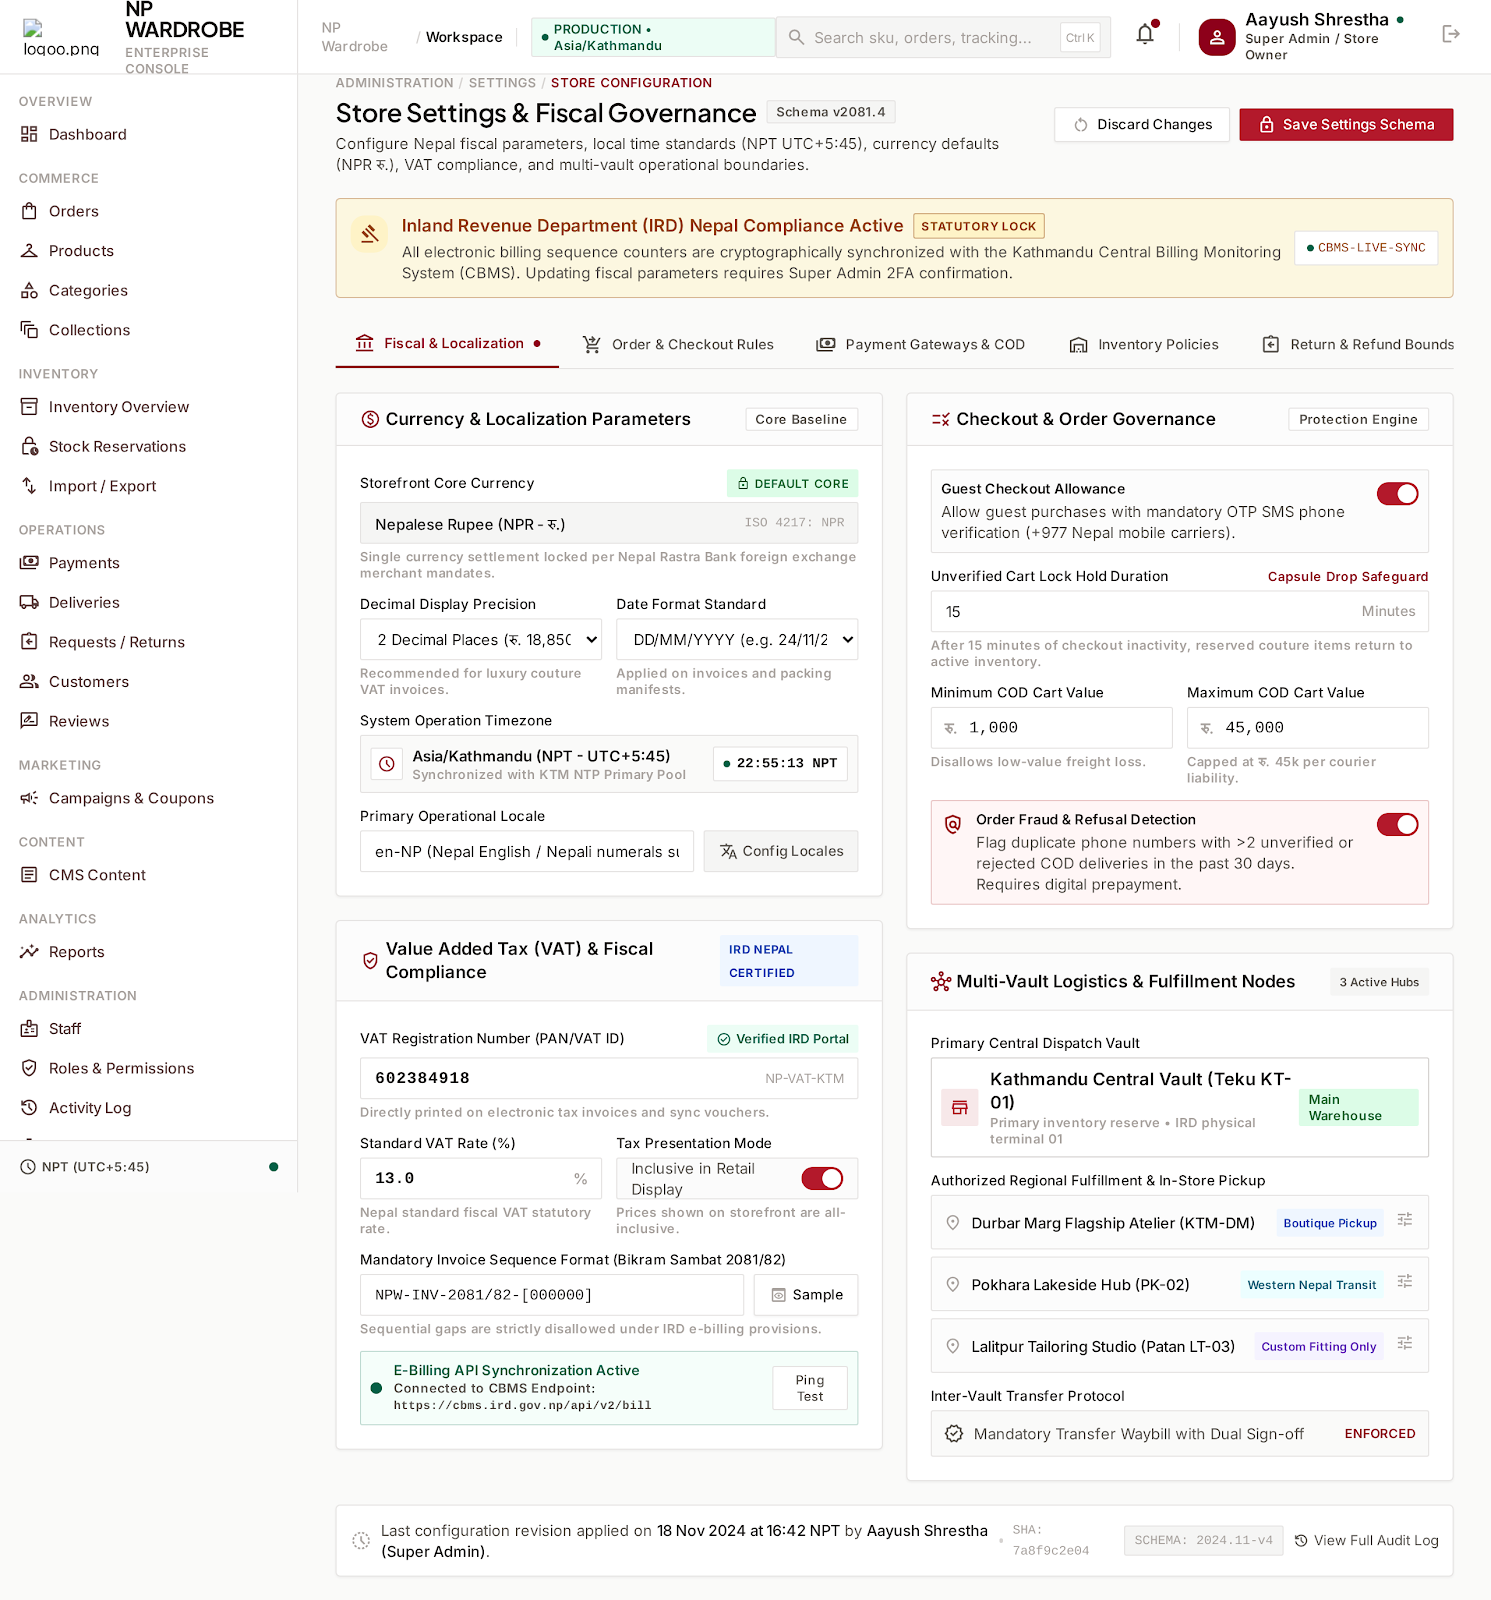 loqoo.pnq
NP
WARDROBE
ENTERPRISE
CONSOLE
NP
Wardrobe
/ Workspace
PRODUCTION •
Asia/Kathmandu
Search sku, orders, tracking...
Ctrl K
Aayush Shrestha
Super Admin / Store
Owner
OVERVIEW
Dashboard
COMMERCE
Orders
Products
Categories
Collections
INVENTORY
Inventory Overview
Stock Reservations
Import / Export
OPERATIONS
Payments
Deliveries
Requests / Returns
Customers
Reviews
MARKETING
Campaigns & Coupons
CONTENT
CMS Content
ANALYTICS
Reports
ADMINISTRATION
Staff
Roles & Permissions
Activity Log
NPT (UTC+5:45)
ADMINISTRATION / SETTINGS / STORE CONFIGURATION
Store Settings & Fiscal Governance
Schema v2081.4
Configure Nepal fiscal parameters, local time standards (NPT UTC+5:45), currency defaults
(NPR रु.), VAT compliance, and multi-vault operational boundaries.
Discard Changes
Save Settings Schema
Inland Revenue Department (IRD) Nepal Compliance Active
STATUTORY LOCK
All electronic billing sequence counters are cryptographically synchronized with the Kathmandu Central Billing Monitoring
System (CBMS). Updating fiscal parameters requires Super Admin 2FA confirmation.
CBMS-LIVE-SYNC
Fiscal & Localization
Order & Checkout Rules
Payment Gateways & COD
Inventory Policies
Return & Refund Bounds
Currency & Localization Parameters
Core Baseline
Storefront Core Currency
DEFAULT CORE
Nepalese Rupee (NPR - रु.)
ISO 4217: NPR
Single currency settlement locked per Nepal Rastra Bank foreign exchange
merchant mandates.
Decimal Display Precision
2 Decimal Places (रु. 18,850
Recommended for luxury couture
VAT invoices.
Date Format Standard
DD/MM/YYYY (e.g. 24/11/2
Applied on invoices and packing
manifests.
System Operation Timezone
Asia/Kathmandu (NPT - UTC+5:45)
Synchronized with KTM NTP Primary Pool
22:55:13 NPT
Primary Operational Locale
en-NP (Nepal English / Nepali numerals su
Config Locales
Value Added Tax (VAT) & Fiscal
Compliance
IRD NEPAL
CERTIFIED
VAT Registration Number (PAN/VAT ID)
Verified IRD Portal
602384918
NP-VAT-KTM
Directly printed on electronic tax invoices and sync vouchers.
Standard VAT Rate (%)
13.0
%
Nepal standard fiscal VAT statutory
rate.
Tax Presentation Mode
Inclusive in Retail
Display
Prices shown on storefront are all-
inclusive.
Mandatory Invoice Sequence Format (Bikram Sambat 2081/82)
NPW-INV-2081/82-[000000]
Sample
Sequential gaps are strictly disallowed under IRD e-billing provisions.
E-Billing API Synchronization Active
Connected to CBMS Endpoint:
https://cbms.ird.gov.np/api/v2/bill
Ping
Test
Checkout & Order Governance
Protection Engine
Guest Checkout Allowance
Allow guest purchases with mandatory OTP SMS phone
verification (+977 Nepal mobile carriers).
Unverified Cart Lock Hold Duration
Capsule Drop Safeguard
15
Minutes
After 15 minutes of checkout inactivity, reserved couture items return to
active inventory.
Minimum COD Cart Value
रु. 1,000
Disallows low-value freight loss.
Maximum COD Cart Value
रु. 45,000
Capped at रु. 45k per courier
liability.
Order Fraud & Refusal Detection
Flag duplicate phone numbers with >2 unverified or
rejected COD deliveries in the past 30 days.
Requires digital prepayment.
Multi-Vault Logistics & Fulfillment Nodes
3 Active Hubs
Primary Central Dispatch Vault
Kathmandu Central Vault (Teku KT-
01)
Primary inventory reserve • IRD physical
terminal 01
Main
Warehouse
Authorized Regional Fulfillment & In-Store Pickup
Durbar Marg Flagship Atelier (KTM-DM)
Boutique Pickup
Pokhara Lakeside Hub (PK-02)
Western Nepal Transit
Lalitpur Tailoring Studio (Patan LT-03)
Custom Fitting Only
Inter-Vault Transfer Protocol
Mandatory Transfer Waybill with Dual Sign-off
ENFORCED
Last configuration revision applied on 18 Nov 2024 at 16:42 NPT by Aayush Shrestha
(Super Admin).
• SHA:
7a8f9c2e04
SCHEMA: 2024.11-v4
View Full Audit Log